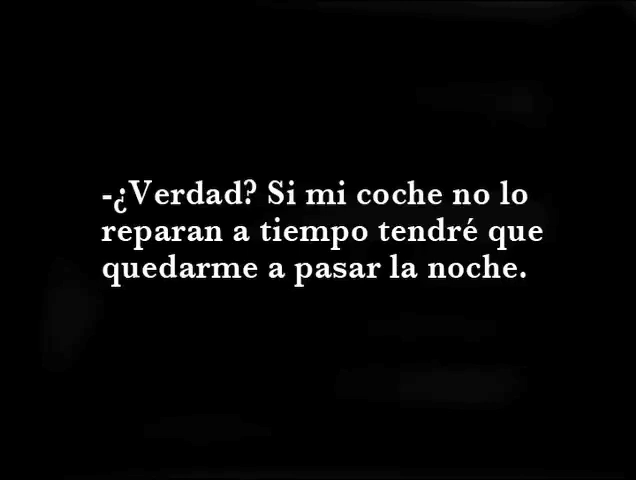 -¿Verdad? Si mi coche no lo
reparan a tiempo tendré que
quedarme a pasar la noche.